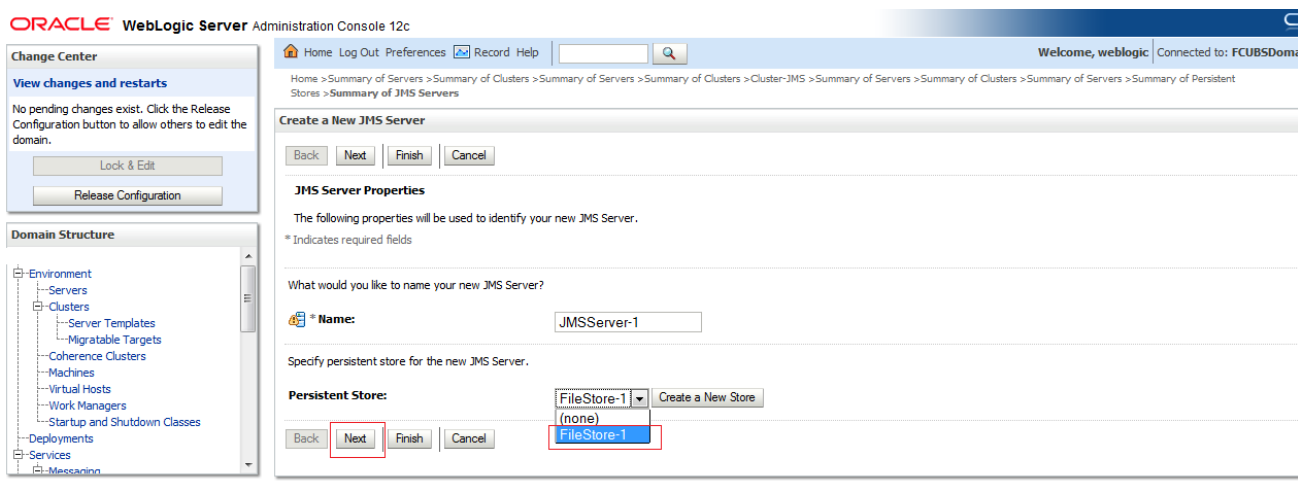 ORACLE WebLogic Server Administration Console 12c
Change Center
View changes and restarts
No pending changes exist. Click the Release
Configuration button to allow others to edit the
domain.
Lock & Edit
Release Configuration
Domain Structure
Environment
Servers
Clusters
Server Templates
Migratable Targets
Coherence Clusters
Machines
Virtual Hosts
Work Managers
Startup and Shutdown Classes
Deployments
Services
Messaging
Home Log Out Preferences Record Help
Welcome, weblogic Connected to: FCUBSDoma
Home >Summary of Servers >Summary of Clusters >Summary of Servers >Summary of Clusters >Cluster-JMS >Summary of Servers >Summary of Clusters >Summary of Servers >Summary of Persistent
Stores >Summary of JMS Servers
Create a New JMS Server
Back Next Finish Cancel
JMS Server Properties
The following properties will be used to identify your new JMS Server.
* Indicates required fields
What would you like to name your new JMS Server?
* Name: JMSServer-1
Specify persistent store for the new JMS Server.
Persistent Store: FileStore-1 Create a New Store
(none)
FileStore-1
Back Next Finish Cancel